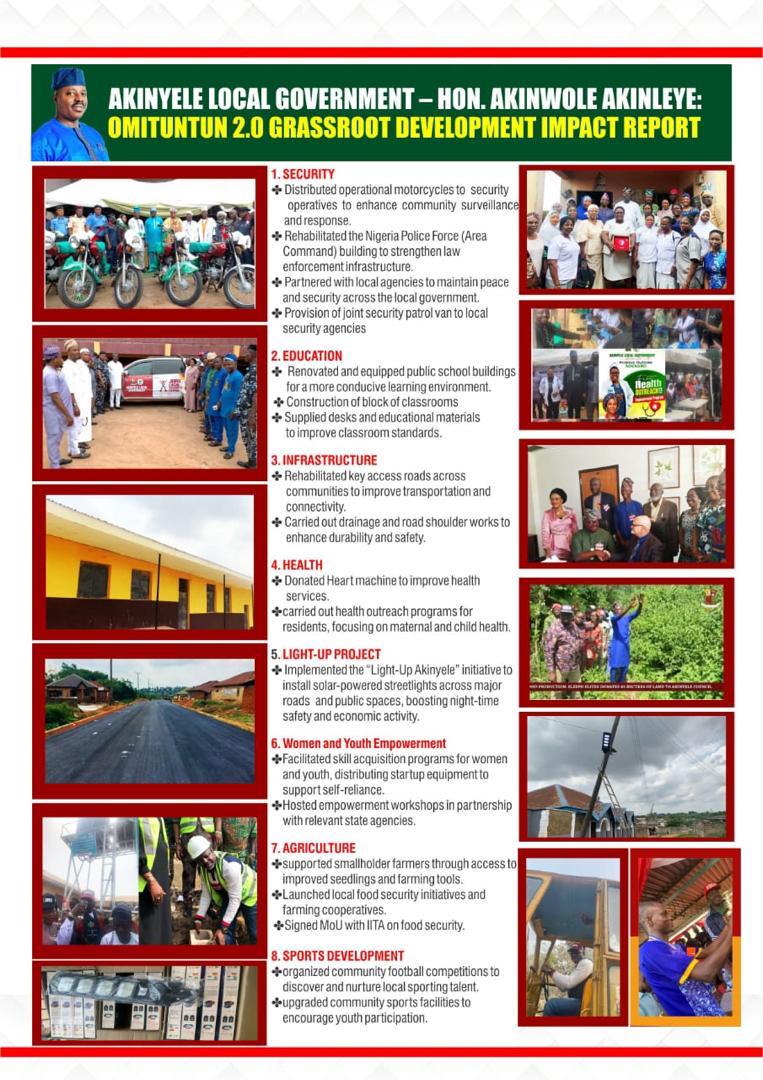 AKINYELE LOCAL GOVERNMENT – HON. AKINWOLE AKINLEYE:
OMITUNTUN 2.0 GRASSROOT DEVELOPMENT IMPACT REPORT
1. SECURITY
✤ Distributed operational motorcycles to security
operatives to enhance community surveillance
and response.
✤ Rehabilitated the Nigeria Police Force (Area
Command) building to strengthen law
enforcement infrastructure.
✤ Partnered with local agencies to maintain peace
and security across the local government.
✤ Provision of joint security patrol van to local
security agencies
2. EDUCATION
✤ Renovated and equipped public school buildings
for a more conducive learning environment.
✤ Construction of block of classrooms
✤ Supplied desks and educational materials
to improve classroom standards.
3. INFRASTRUCTURE
✤ Rehabilitated key access roads across
communities to improve transportation and
connectivity.
✤ Carried out drainage and road shoulder works to
enhance durability and safety.
4. HEALTH
✤ Donated Heart machine to improve health
services.
✤carried out health outreach programs for
residents, focusing on maternal and child health.
5. LIGHT-UP PROJECT
✤ Implemented the “Light-Up Akinyele” initiative to
install solar-powered streetlights across major
roads and public spaces, boosting night-time
safety and economic activity.
6. Women and Youth Empowerment
✤Facilitated skill acquisition programs for women
and youth, distributing startup equipment to
support self-reliance.
✤Hosted empowerment workshops in partnership
with relevant state agencies.
7. AGRICULTURE
✤supported smallholder farmers through access to
improved seedlings and farming tools.
✤Launched local food security initiatives and
farming cooperatives.
✤Signed MoU with IITA on food security.
8. SPORTS DEVELOPMENT
✤organized community football competitions to
discover and nurture local sporting talent.
✤upgraded community sports facilities to
encourage youth participation.
Health
OUTREACH